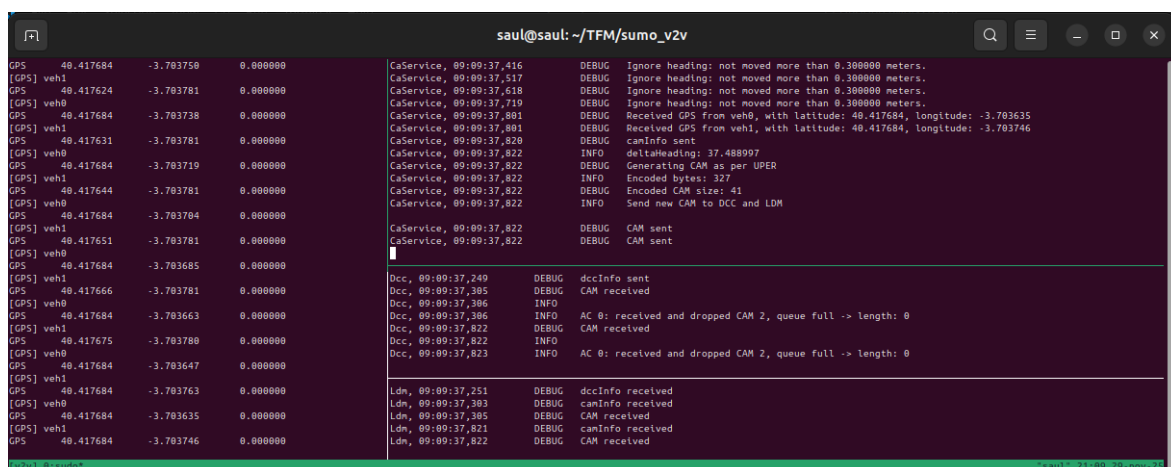 saul@saul: ~/TFM/sumo_v2v
GPS 40.417684 -3.703750 0.000000
[GPS] veh1
GPS 40.417624 -3.703781 0.000000
[GPS] veh0
GPS 40.417684 -3.703738 0.000000
[GPS] veh1
GPS 40.417631 -3.703781 0.000000
[GPS] veh0
GPS 40.417684 -3.703719 0.000000
[GPS] veh1
GPS 40.417644 -3.703781 0.000000
[GPS] veh0
GPS 40.417684 -3.703704 0.000000
[GPS] veh1
GPS 40.417651 -3.703781 0.000000
[GPS] veh0
GPS 40.417684 -3.703685 0.000000
[GPS] veh1
GPS 40.417666 -3.703781 0.000000
[GPS] veh0
GPS 40.417684 -3.703663 0.000000
[GPS] veh1
GPS 40.417675 -3.703780 0.000000
[GPS] veh0
GPS 40.417684 -3.703647 0.000000
[GPS] veh1
GPS 40.417684 -3.703763 0.000000
[GPS] veh0
GPS 40.417684 -3.703635 0.000000
[GPS] veh1
GPS 40.417684 -3.703746 0.000000
CaService, 09:09:37,416 DEBUG Ignore heading: not moved more than 0.300000 meters.
CaService, 09:09:37,517 DEBUG Ignore heading: not moved more than 0.300000 meters.
CaService, 09:09:37,618 DEBUG Ignore heading: not moved more than 0.300000 meters.
CaService, 09:09:37,719 DEBUG Ignore heading: not moved more than 0.300000 meters.
CaService, 09:09:37,801 DEBUG Received GPS from veh0, with latitude: 40.417684, longitude: -3.703635
CaService, 09:09:37,801 DEBUG Received GPS from veh1, with latitude: 40.417684, longitude: -3.703746
CaService, 09:09:37,820 DEBUG camInfo sent
CaService, 09:09:37,822 INFO deltaHeading: 37.488997
CaService, 09:09:37,822 DEBUG Generating CAM as per UPER
CaService, 09:09:37,822 INFO Encoded bytes: 327
CaService, 09:09:37,822 DEBUG Encoded CAM size: 41
CaService, 09:09:37,822 INFO Send new CAM to DCC and LDM
CaService, 09:09:37,822 DEBUG CAM sent
CaService, 09:09:37,822 DEBUG CAM sent
Dcc, 09:09:37,249 DEBUG dccInfo sent
Dcc, 09:09:37,305 DEBUG CAM received
Dcc, 09:09:37,306 INFO
Dcc, 09:09:37,306 INFO AC 0: received and dropped CAM 2, queue full -> length: 0
Dcc, 09:09:37,822 DEBUG CAM received
Dcc, 09:09:37,822 INFO
Dcc, 09:09:37,823 INFO AC 0: received and dropped CAM 2, queue full -> length: 0
Ldm, 09:09:37,251 DEBUG dccInfo received
Ldm, 09:09:37,303 DEBUG camInfo received
Ldm, 09:09:37,305 DEBUG CAM received
Ldm, 09:09:37,821 DEBUG camInfo received
Ldm, 09:09:37,822 DEBUG CAM received
[v2v] 0:sudo* "saul" 21:09 29-nov-25